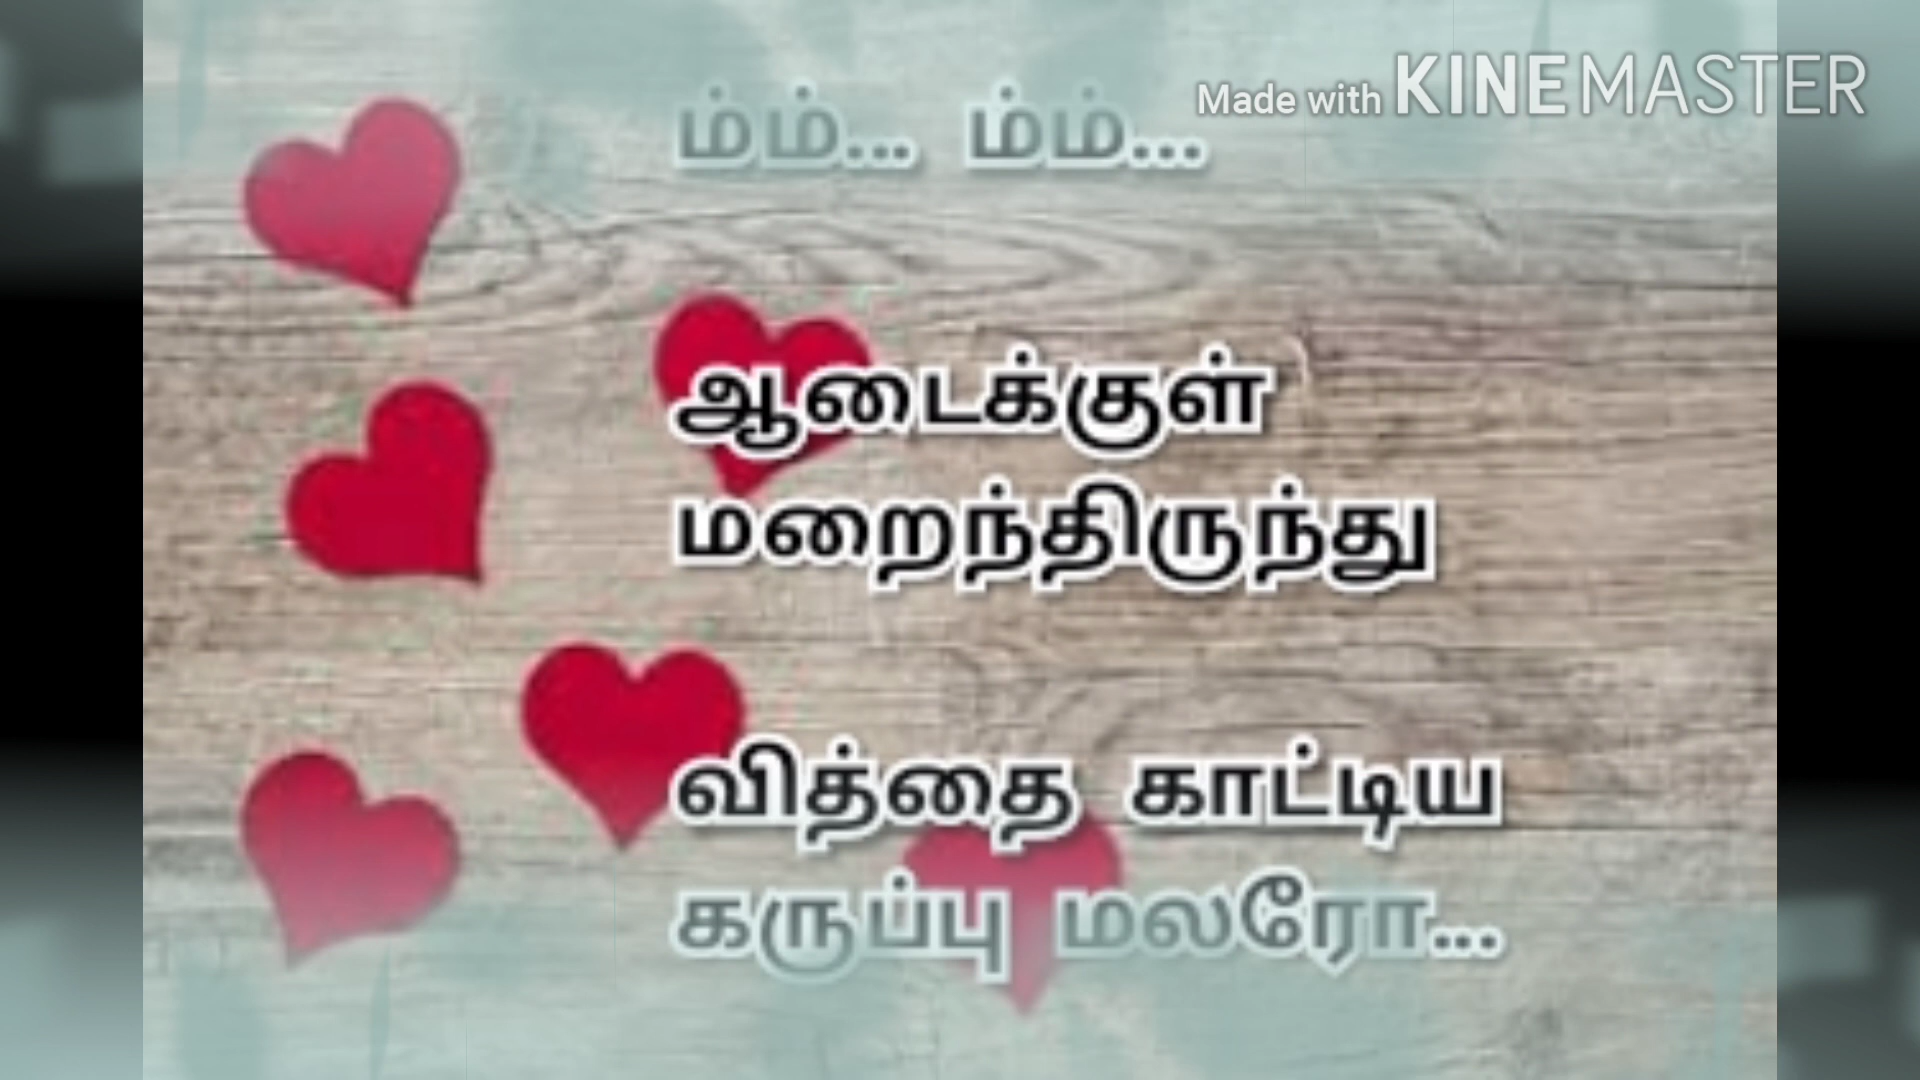 Made with KINEMASTER
ம்ம்... ம்ம்...
ஆடைக்குள்
மறைந்திருந்து
வித்தை காட்டிய
கருப்பு மலரோ...